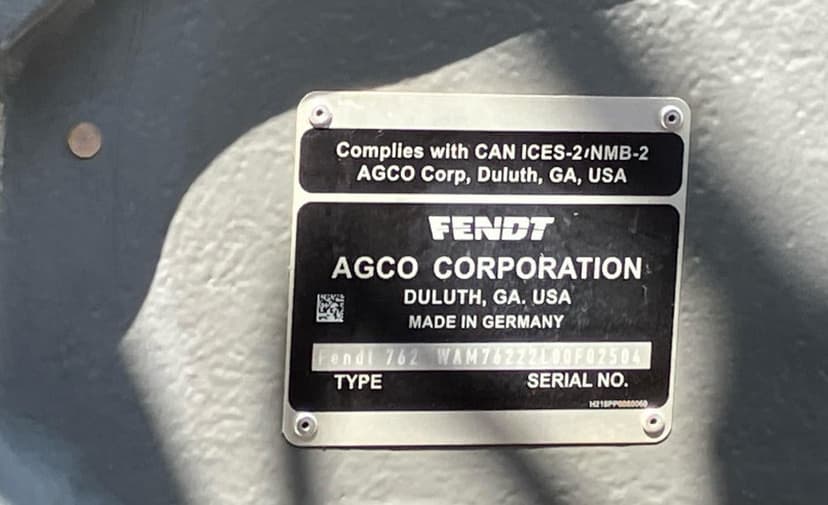 Complies with CAN ICES-2/NMB-2
AGCO Corp, Duluth, GA, USA
FENDT
AGCO CORPORATION
DULUTH, GA. USA
MADE IN GERMANY
Fendt 762 WAM76222L00F02504
TYPE SERIAL NO.